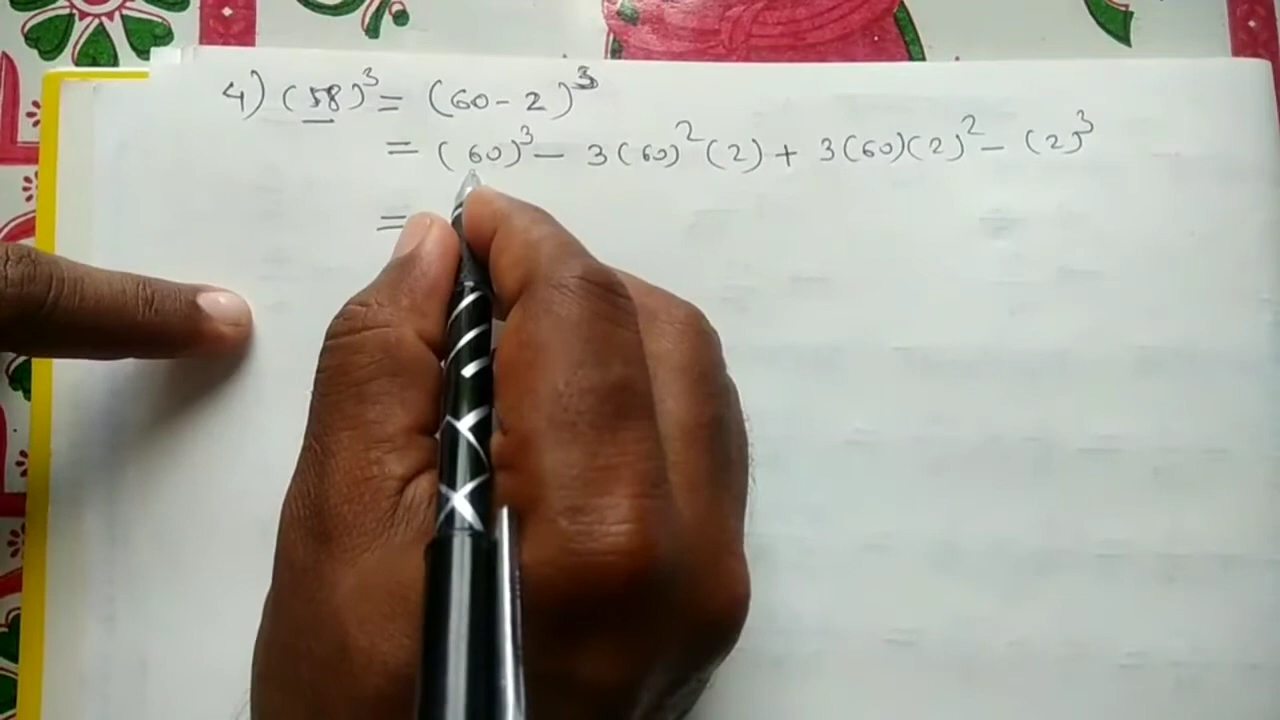 4) (58)³ = (60 - 2)³
= (60)³ - 3(60)²(2) + 3(60)(2)² - (2)³
=